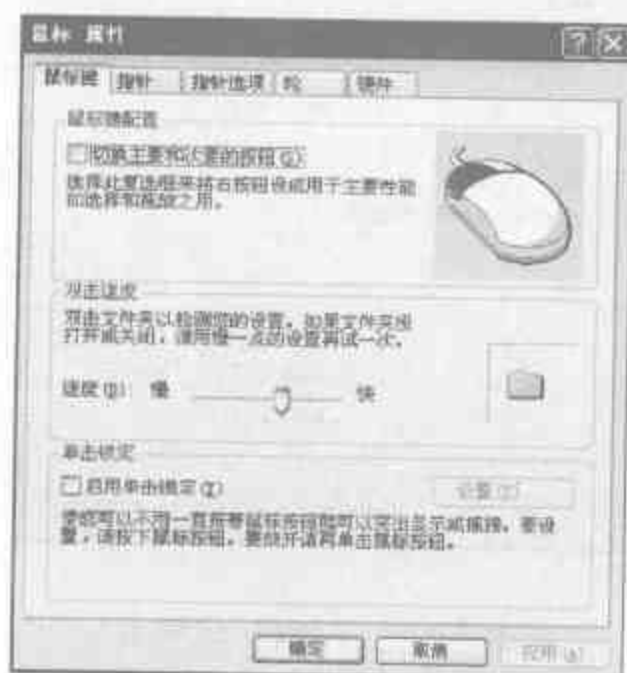 鼠标 属性
鼠标键 指针 指针选项 轮 硬件
鼠标键配置
切换主要和次要的按钮(S)
选择此复选框来将右按钮设成用于主要性能
如选择和拖放之用。
双击速度
双击文件夹以检测您的设置。如果文件夹没
打开或关闭，请用慢一点的设置再试一次。
速度(D): 慢 快
单击锁定
启用单击锁定(T)
设置(E)
使您可以不用一直按着鼠标按钮就可以突出显示或拖拽。要设
置，请按下鼠标按钮。要放开请再单击鼠标按钮。
确定 取消 应用(A)